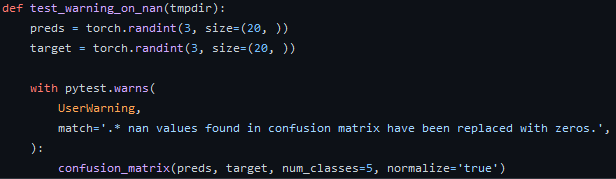 def test_warning_on_nan(tmpdir):
    preds = torch.randint(3, size=(20, ))
    target = torch.randint(3, size=(20, ))

    with pytest.warns(
        UserWarning,
        match='.* nan values found in confusion matrix have been replaced with zeros.',
    ):
        confusion_matrix(preds, target, num_classes=5, normalize='true')